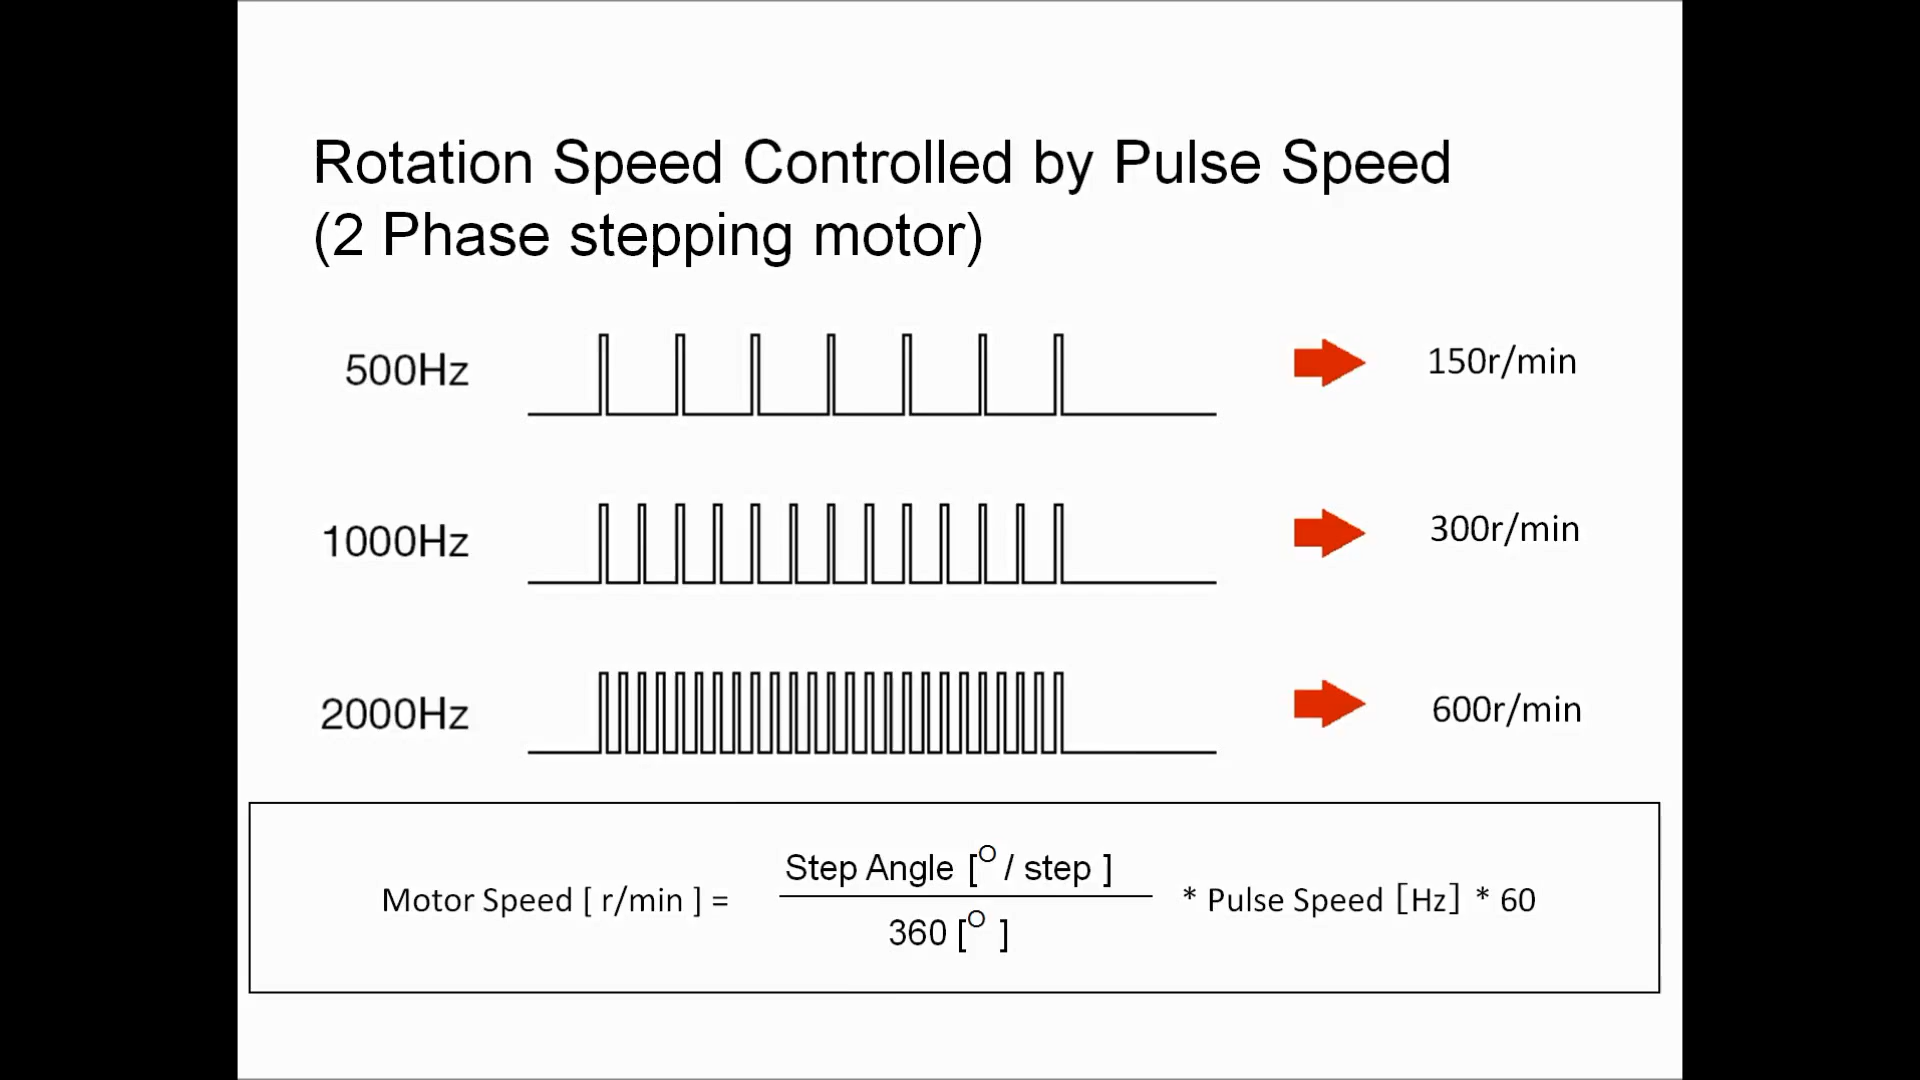 Rotation Speed Controlled by Pulse Speed
(2 Phase stepping motor)
500Hz 150r/min
1000Hz 300r/min
2000Hz 600r/min
Step Angle [° / step ]
Motor Speed [ r/min ] = * Pulse Speed [Hz] * 60
360 [° ]